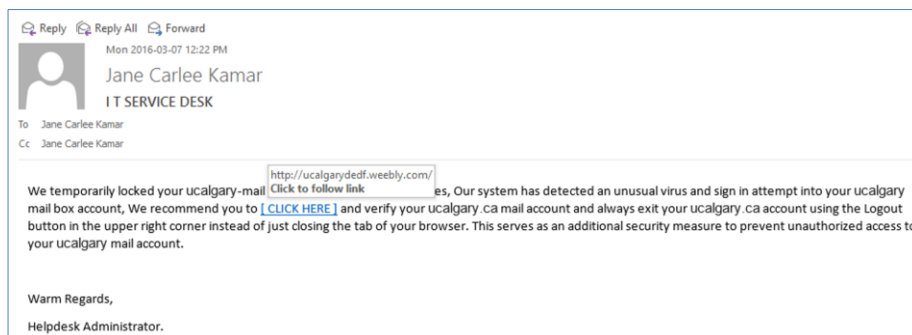 Reply Reply All Forward
Mon 2016-03-07 12:22 PM
Jane Carlee Kamar
I T SERVICE DESK
To Jane Carlee Kamar
Cc Jane Carlee Kamar
http://ucalgarydedf.weebly.com/
Click to follow link
We temporarily locked your ucalgary-mail es, Our system has detected an unusual virus and sign in attempt into your ucalgary
mail box account, We recommend you to [ CLICK HERE ] and verify your ucalgary.ca mail account and always exit your ucalgary.ca account using the Logout
button in the upper right corner instead of just closing the tab of your browser. This serves as an additional security measure to prevent unauthorized access to
your ucalgary mail account.
Warm Regards,
Helpdesk Administrator.